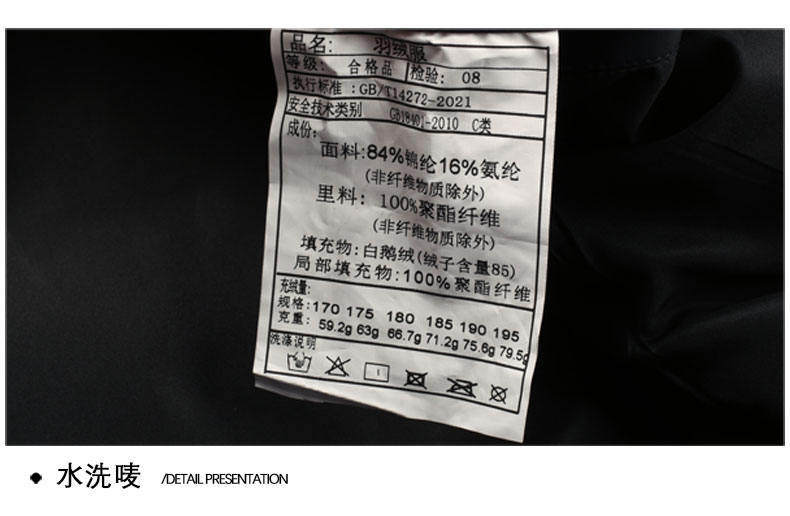 品名: 羽绒服
等级: 合格品 检验: 08
执行标准:GB/T14272-2021
安全技术类别 GB18401-2010 C类
成份:
面料:84%锦纶16%氨纶
(非纤维物质除外)
里料: 100%聚酯纤维
(非纤维物质除外)
填充物:白鹅绒(绒子含量85)
局部填充物:100%聚酯纤维
充绒量:
规格:170 175 180 185 190 195
克重: 59.2g 63g 66.7g 71.2g 75.6g 79.5g
洗涤说明
水洗唛 /DETAIL PRESENTATION